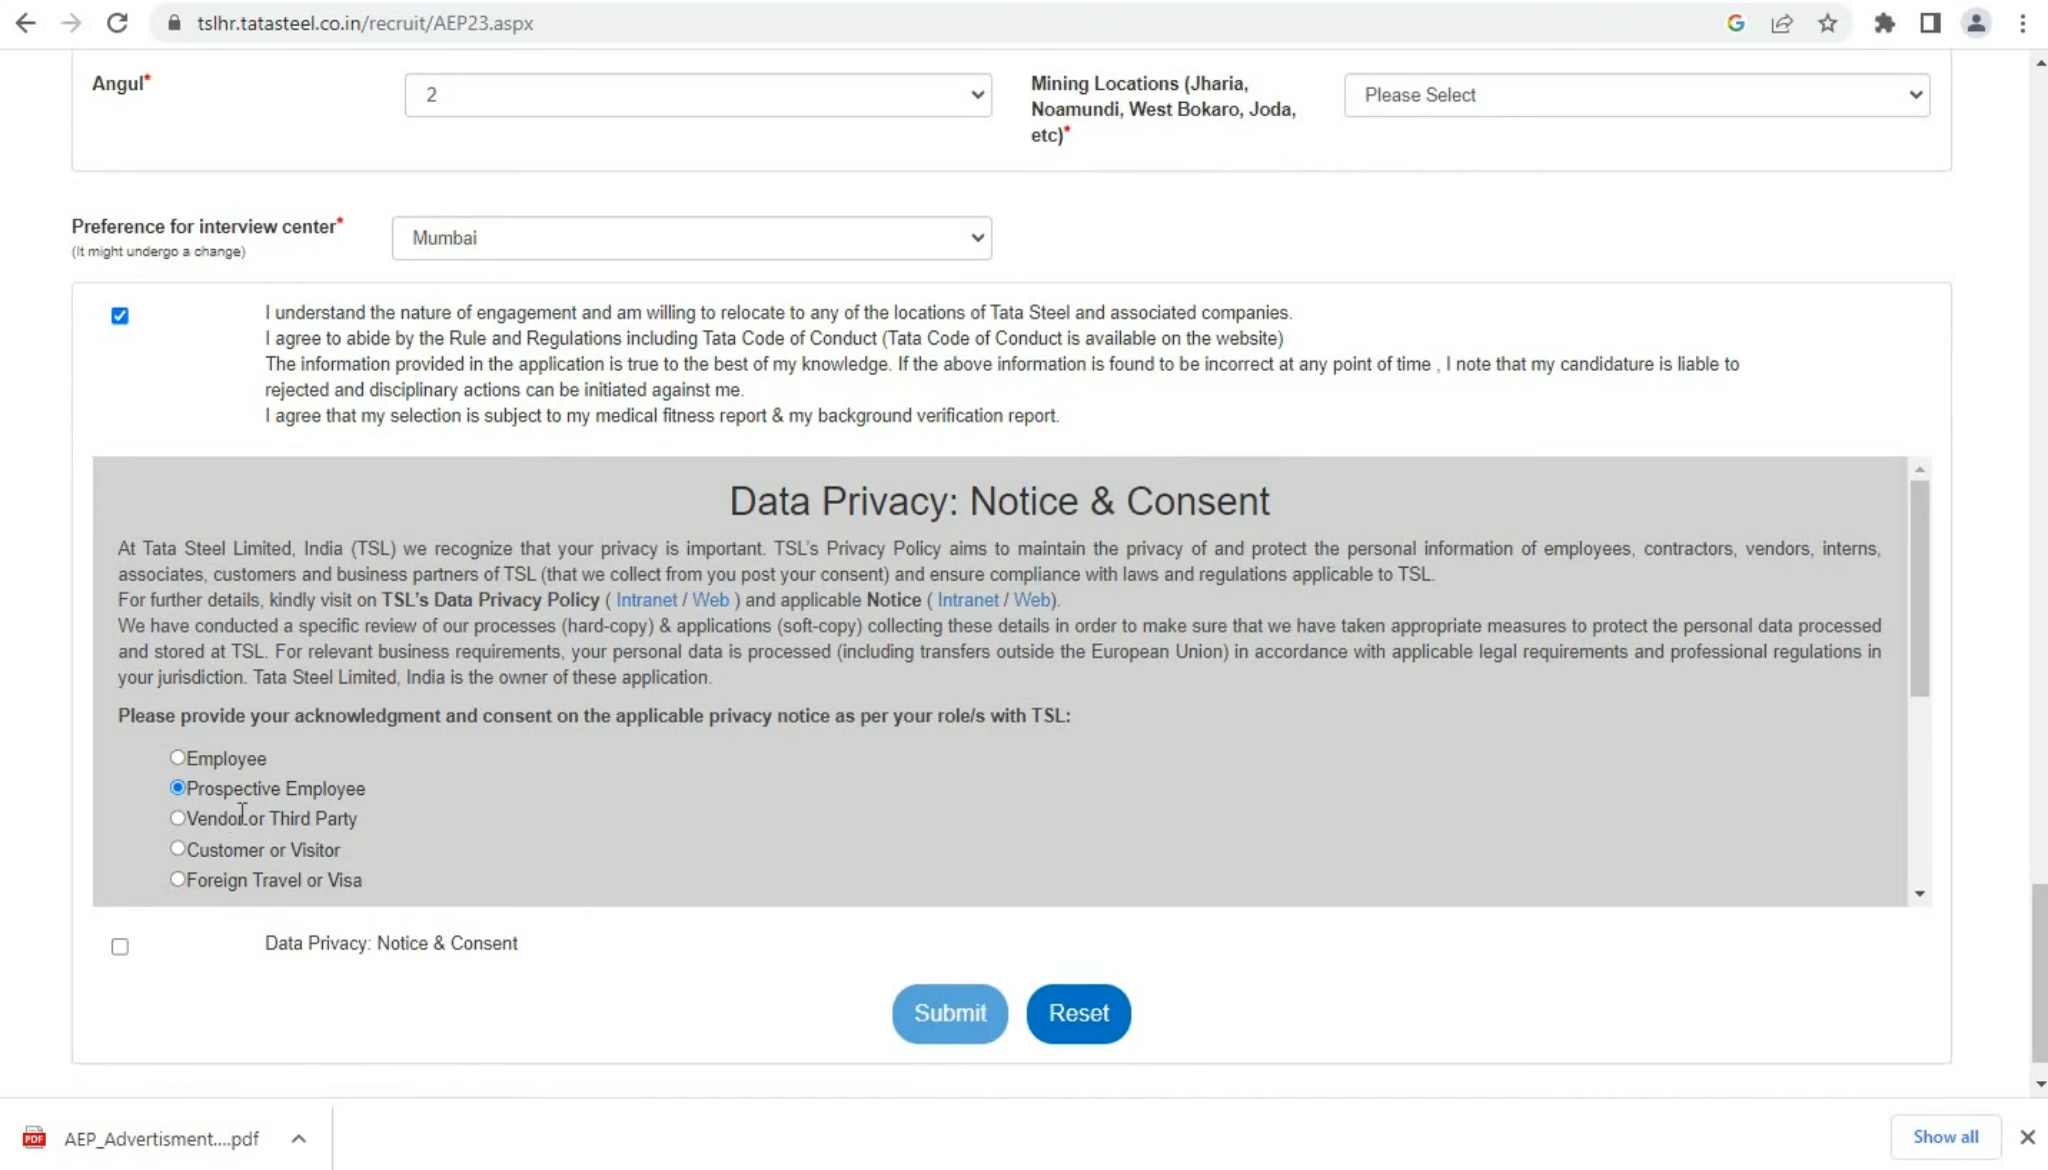 tslhr.tatasteel.co.in/recruit/AEP23.aspx
Angul*
2
Mining Locations (Jharia,
Noamundi, West Bokaro, Joda,
etc)*
Please Select
Preference for interview center*
(It might undergo a change)
Mumbai
I understand the nature of engagement and am willing to relocate to any of the locations of Tata Steel and associated companies.
I agree to abide by the Rule and Regulations including Tata Code of Conduct (Tata Code of Conduct is available on the website)
The information provided in the application is true to the best of my knowledge. If the above information is found to be incorrect at any point of time , I note that my candidature is liable to
rejected and disciplinary actions can be initiated against me.
I agree that my selection is subject to my medical fitness report & my background verification report.
Data Privacy: Notice & Consent
At Tata Steel Limited, India (TSL) we recognize that your privacy is important. TSL's Privacy Policy aims to maintain the privacy of and protect the personal information of employees, contractors, vendors, interns,
associates, customers and business partners of TSL (that we collect from you post your consent) and ensure compliance with laws and regulations applicable to TSL.
For further details, kindly visit on TSL's Data Privacy Policy ( Intranet / Web ) and applicable Notice ( Intranet / Web).
We have conducted a specific review of our processes (hard-copy) & applications (soft-copy) collecting these details in order to make sure that we have taken appropriate measures to protect the personal data processed
and stored at TSL. For relevant business requirements, your personal data is processed (including transfers outside the European Union) in accordance with applicable legal requirements and professional regulations in
your jurisdiction. Tata Steel Limited, India is the owner of these application.
Please provide your acknowledgment and consent on the applicable privacy notice as per your role/s with TSL:
Employee
Prospective Employee
Vendor or Third Party
Customer or Visitor
Foreign Travel or Visa
Data Privacy: Notice & Consent
Submit
Reset
PDF
AEP_Advertisment....pdf
Show all